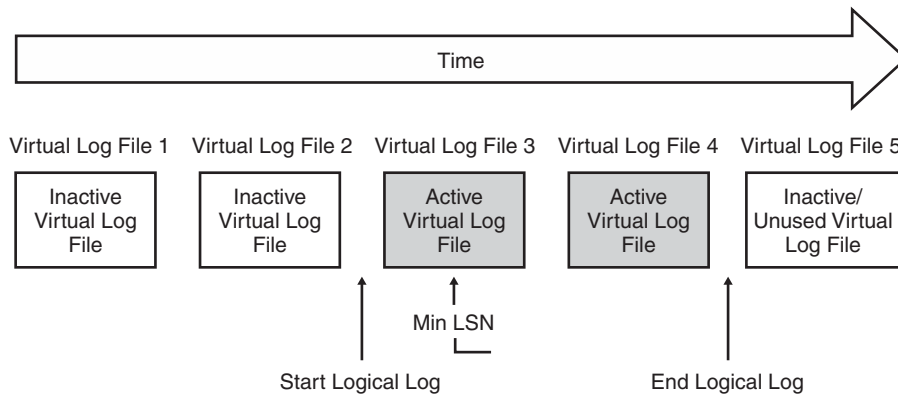 Time
Virtual Log File 1
Virtual Log File 2
Virtual Log File 3
Virtual Log File 4
Virtual Log File 5
Inactive
Virtual Log
File
Inactive
Virtual Log
File
Active
Virtual Log
File
Active
Virtual Log
File
Inactive/
Unused Virtual
Log File
Min LSN
Start Logical Log
End Logical Log